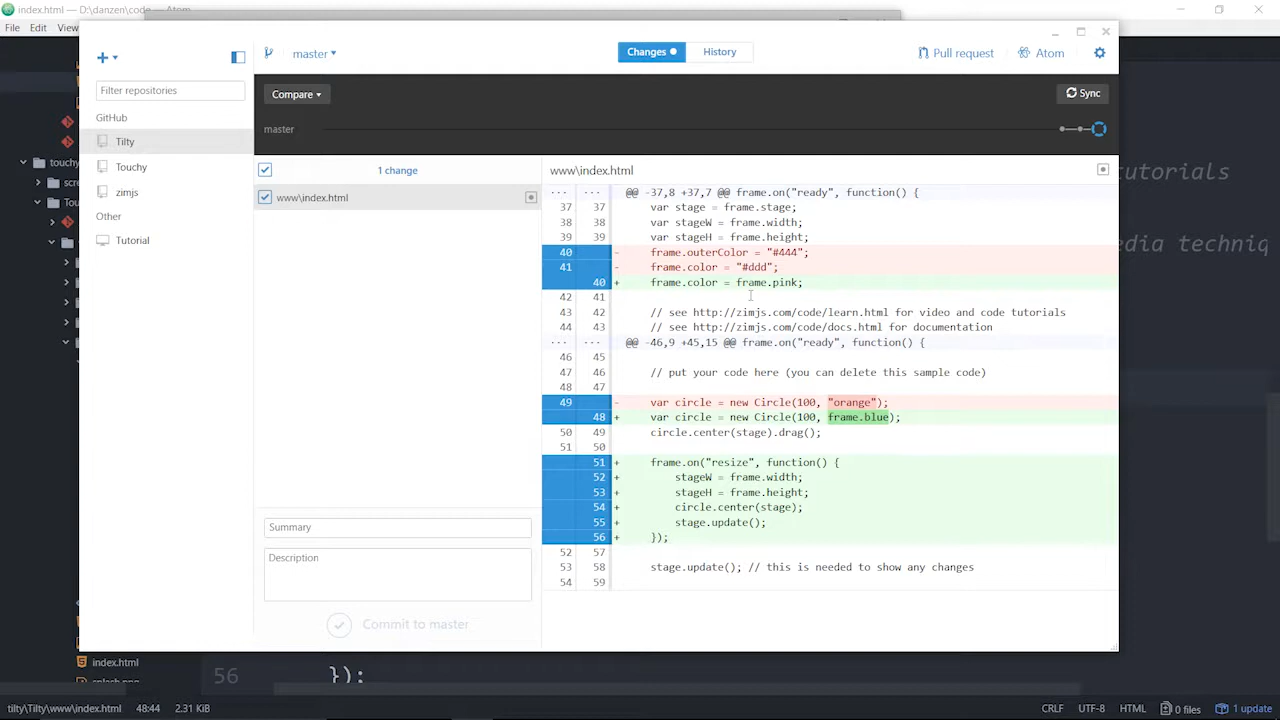 index.html — D:\danzen\code — Atom
File Edit View
master
Changes
History
Pull request
Atom
Filter repositories
GitHub
Tilty
Touchy
zimjs
Other
Tutorial
Compare
Sync
master
1 change
www\index.html
www\index.html
@@ -37,8 +37,7 @@ frame.on("ready", function() {
37 37 var stage = frame.stage;
38 38 var stageW = frame.width;
39 39 var stageH = frame.height;
40 - frame.outerColor = "#444";
41 - frame.color = "#ddd";
40 + frame.color = frame.pink;
42 41
43 42 // see http://zimjs.com/code/learn.html for video and code tutorials
44 43 // see http://zimjs.com/code/docs.html for documentation
@@ -46,9 +45,15 @@ frame.on("ready", function() {
46 45
47 46 // put your code here (you can delete this sample code)
48 47
49 - var circle = new Circle(100, "orange");
48 + var circle = new Circle(100, frame.blue);
50 49 circle.center(stage).drag();
51 50
51 + frame.on("resize", function() {
52 + stageW = frame.width;
53 + stageH = frame.height;
54 + circle.center(stage);
55 + stage.update();
56 + });
52 57
53 58 stage.update(); // this is needed to show any changes
54 59
Summary
Description
Commit to master
touchy
scre
Tou
tutorials
edia techniq
index.html
splash.png
56 });
tilty\Tilty\www\index.html 48:44 2.31 KiB
CRLF UTF-8 HTML 0 files 1 update